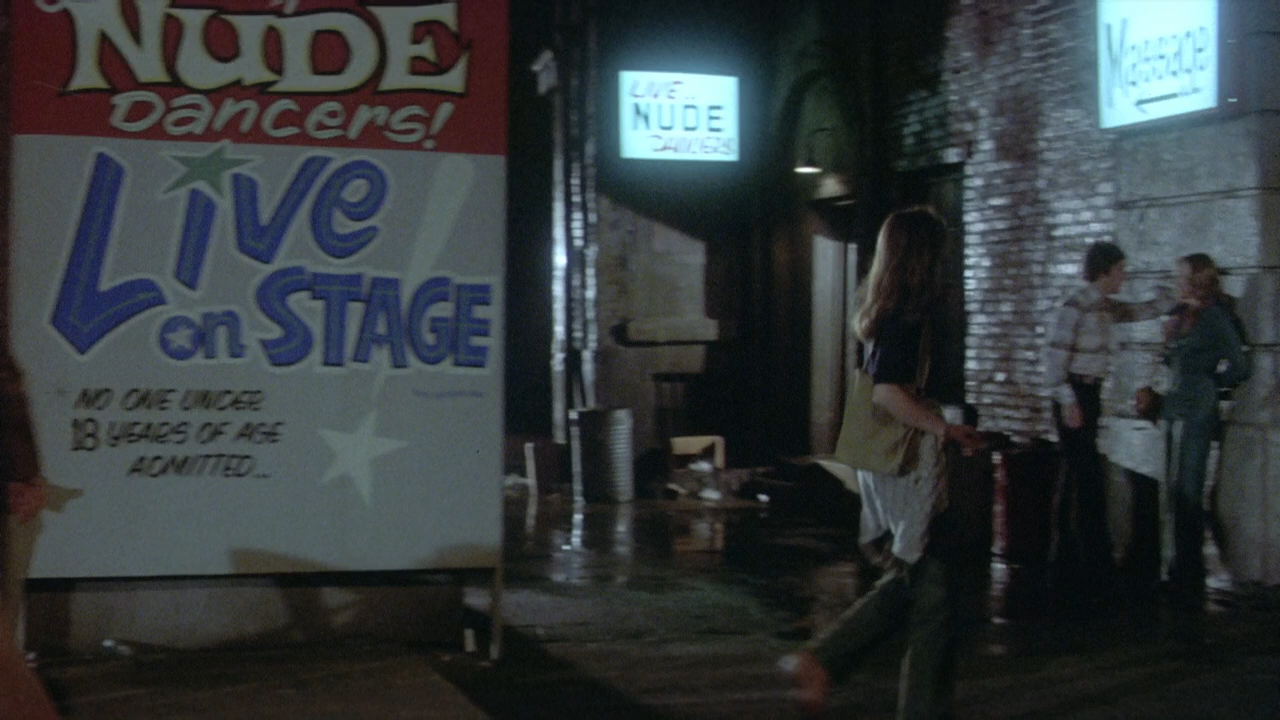 NUDE
Dancers!
Live
on STAGE
NO ONE UNDER
18 YEARS OF AGE
ADMITTED...
LIVE..
NUDE
DANCERS
Massage